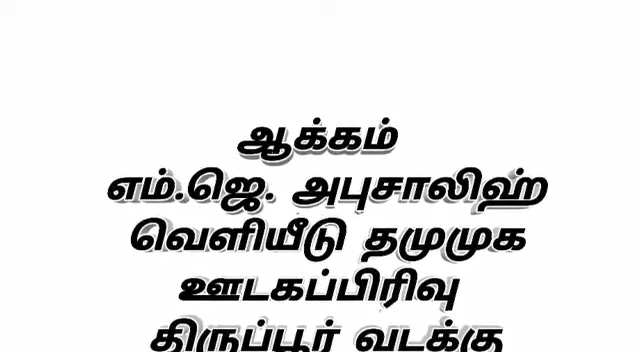 ஆக்கம்
எம்.ஜெ. அபுசாலிஹ்
வெளியீடு தமுமுக
ஊடகப்பிரிவு
திருப்பூர் வடக்கு